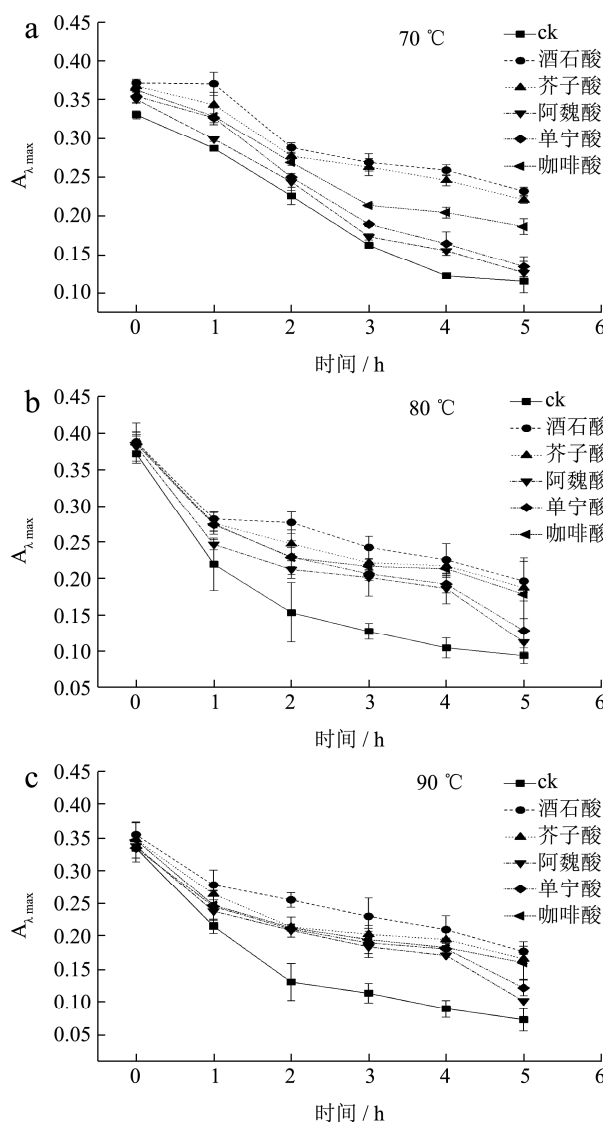 a
70 ℃
ck
酒石酸
芥子酸
阿魏酸
单宁酸
咖啡酸
0.45
0.40
0.35
0.30
0.25
0.20
0.15
0.10
Aλ max
0 1 2 3 4 5 6
时间 / h
b
80 ℃
ck
酒石酸
芥子酸
阿魏酸
单宁酸
咖啡酸
0.45
0.40
0.35
0.30
0.25
0.20
0.15
0.10
0.05
Aλ max
0 1 2 3 4 5 6
时间 / h
c
90 ℃
ck
酒石酸
芥子酸
阿魏酸
单宁酸
咖啡酸
0.45
0.40
0.35
0.30
0.25
0.20
0.15
0.10
0.05
Aλ max
0 1 2 3 4 5 6
时间 / h